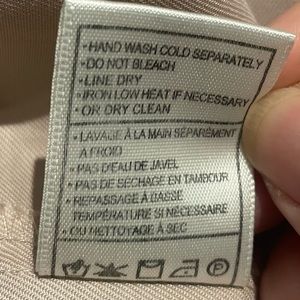 • HAND WASH COLD SEPARATELY
• DO NOT BLEACH
• LINE DRY
• IRON LOW HEAT IF NECESSARY
• OR DRY CLEAN
• LAVAGE À LA MAIN SÉPARÉMENT
À FROID
• PAS D'EAU DE JAVEL
• PAS DE SÉCHAGE EN TAMBOUR
• REPASSAGE À BASSE
TEMPÉRATURE SI NÉCESSAIRE
• OU NETTOYAGE À SEC
P